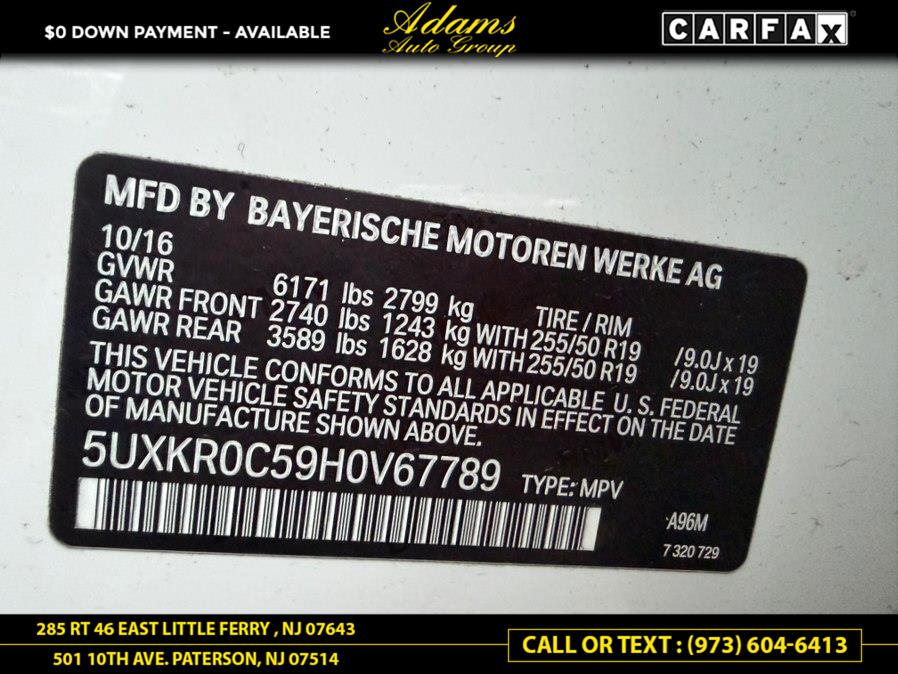 $0 DOWN PAYMENT - AVAILABLE
Adams
Auto Group
CARFAX
MFD BY BAYERISCHE MOTOREN WERKE AG
10/16
GVWR 6171 lbs 2799 kg TIRE / RIM
GAWR FRONT 2740 lbs 1243 kg WITH 255/50 R19 /9.0J x 19
GAWR REAR 3589 lbs 1628 kg WITH 255/50 R19 /9.0J x 19
THIS VEHICLE CONFORMS TO ALL APPLICABLE U. S. FEDERAL
MOTOR VEHICLE SAFETY STANDARDS IN EFFECT ON THE DATE
OF MANUFACTURE SHOWN ABOVE.
5UXKR0C59H0V67789 TYPE: MPV
A96M
7 320 729
285 RT 46 EAST LITTLE FERRY , NJ 07643
501 10TH AVE. PATERSON, NJ 07514
CALL OR TEXT : (973) 604-6413